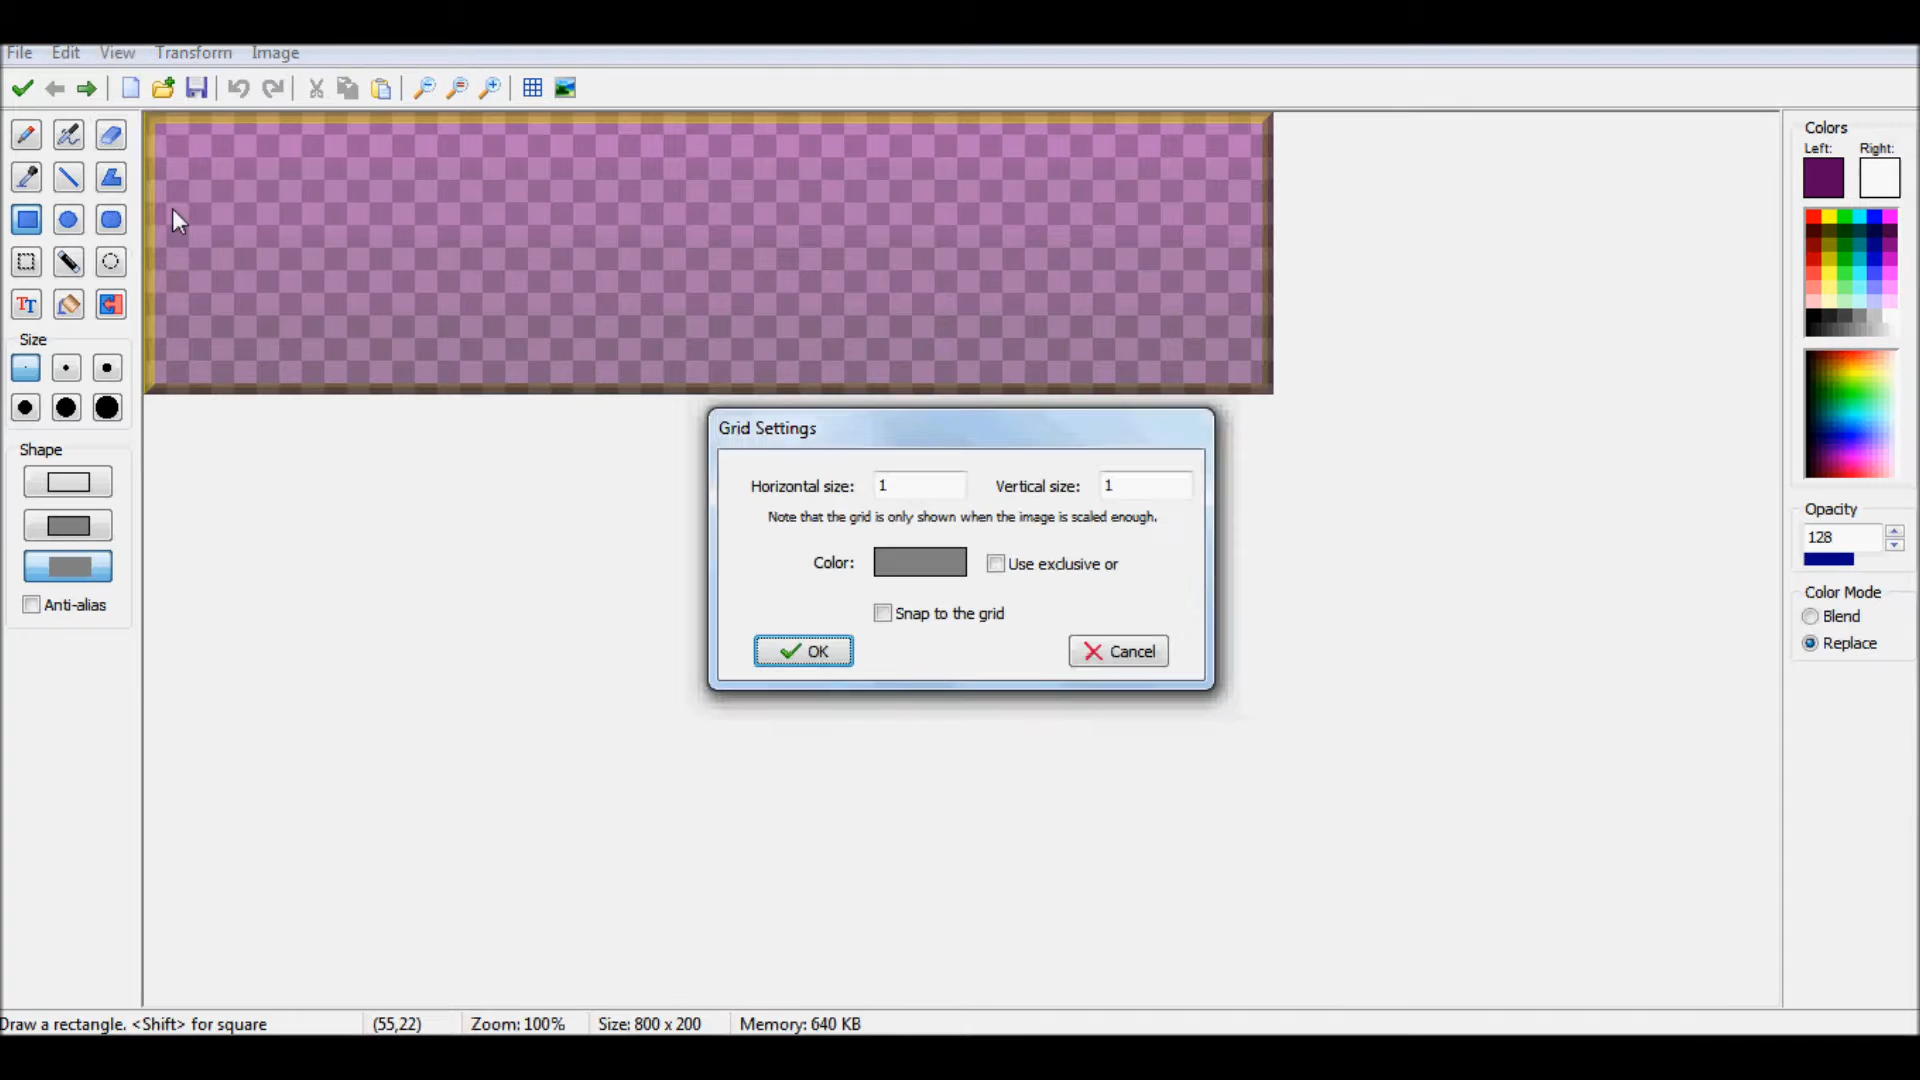 File Edit View Transform Image
Colors
Left: Right:
TT
Size
Shape
Anti-alias
Grid Settings
Horizontal size: 1 Vertical size: 1
Note that the grid is only shown when the image is scaled enough.
Color: Use exclusive or
Snap to the grid
OK Cancel
Opacity
128
Color Mode
Blend
Replace
Draw a rectangle. <Shift> for square (55,22) Zoom: 100% Size: 800 x 200 Memory: 640 KB